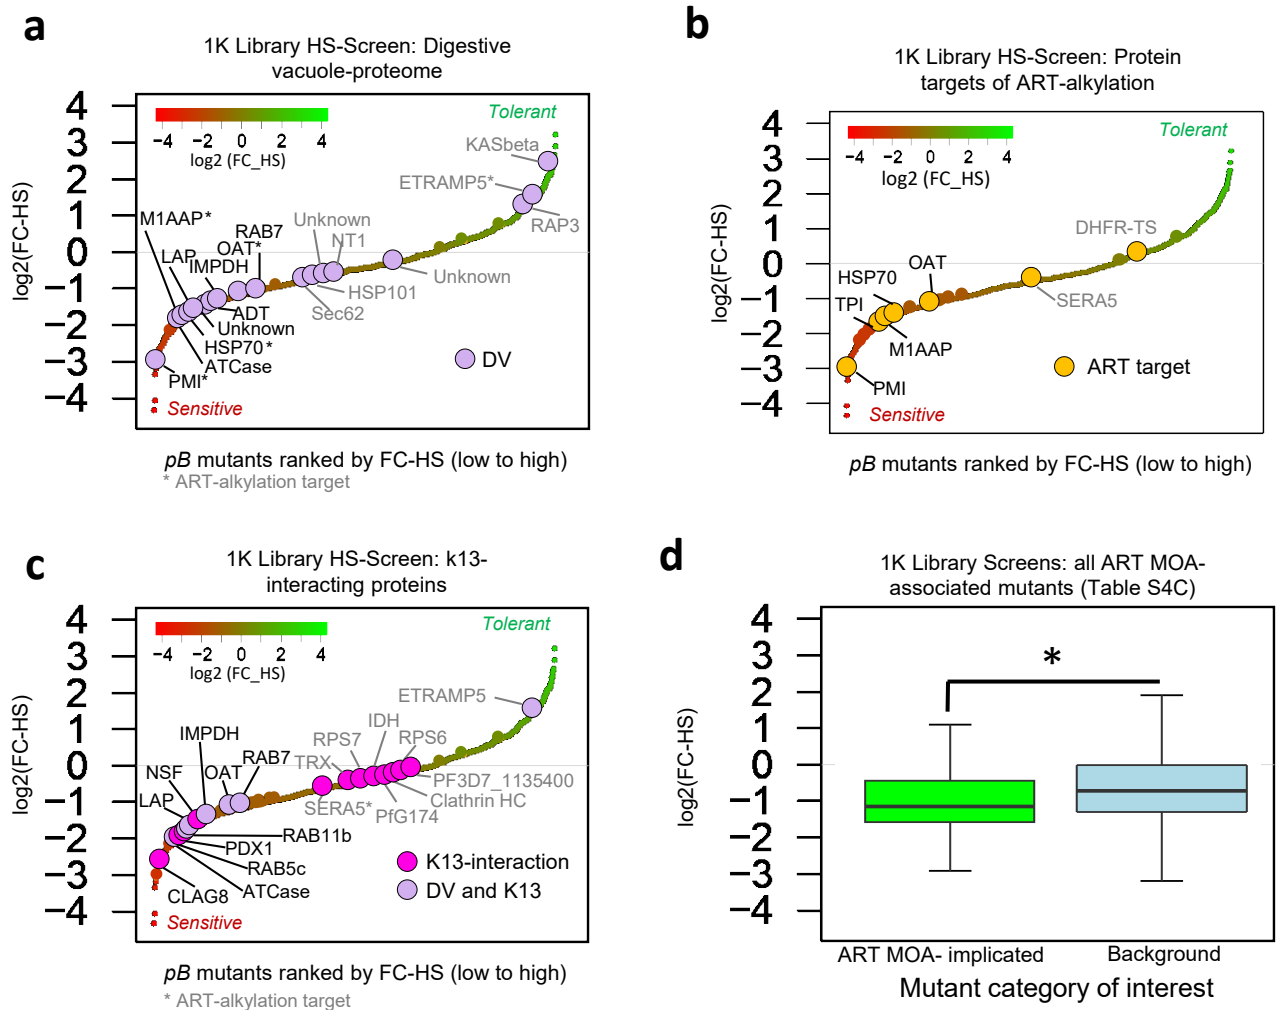 a
1K Library HS-Screen: Digestive
vacuole-proteome
4
3
2
1
0
−1
−2
−3
−4
log2(FC-HS)
−4 −2 0 2 4
log2 (FC_HS)
Tolerant
KASbeta
ETRAMP5*
RAP3
M1AAP*
LAP
IMPDH
OAT*
RAB7
Unknown
NT1
Unknown
HSP101
Sec62
ADT
Unknown
HSP70*
ATCase
PMI*
Sensitive
DV
pB mutants ranked by FC-HS (low to high)
* ART-alkylation target
b
1K Library HS-Screen: Protein
targets of ART-alkylation
4
3
2
1
0
−1
−2
−3
−4
log2(FC-HS)
−4 −2 0 2 4
log2 (FC_HS)
Tolerant
DHFR-TS
OAT
HSP70
TPI
SERA5
M1AAP
PMI
Sensitive
ART target
pB mutants ranked by FC-HS (low to high)
c
1K Library HS-Screen: k13-
interacting proteins
4
3
2
1
0
−1
−2
−3
−4
log2(FC-HS)
−4 −2 0 2 4
log2 (FC_HS)
Tolerant
ETRAMP5
IDH
RPS7
RPS6
TRX
IMPDH
RAB7
NSF
OAT
LAP
PF3D7_1135400
Clathrin HC
SERA5*
PfG174
RAB11b
PDX1
RAB5c
ATCase
CLAG8
Sensitive
K13-interaction
DV and K13
pB mutants ranked by FC-HS (low to high)
* ART-alkylation target
d
1K Library Screens: all ART MOA-
associated mutants (Table S4C)
4
3
2
1
0
−1
−2
−3
−4
log2(FC-HS)
*
ART MOA- implicated
Background
Mutant category of interest